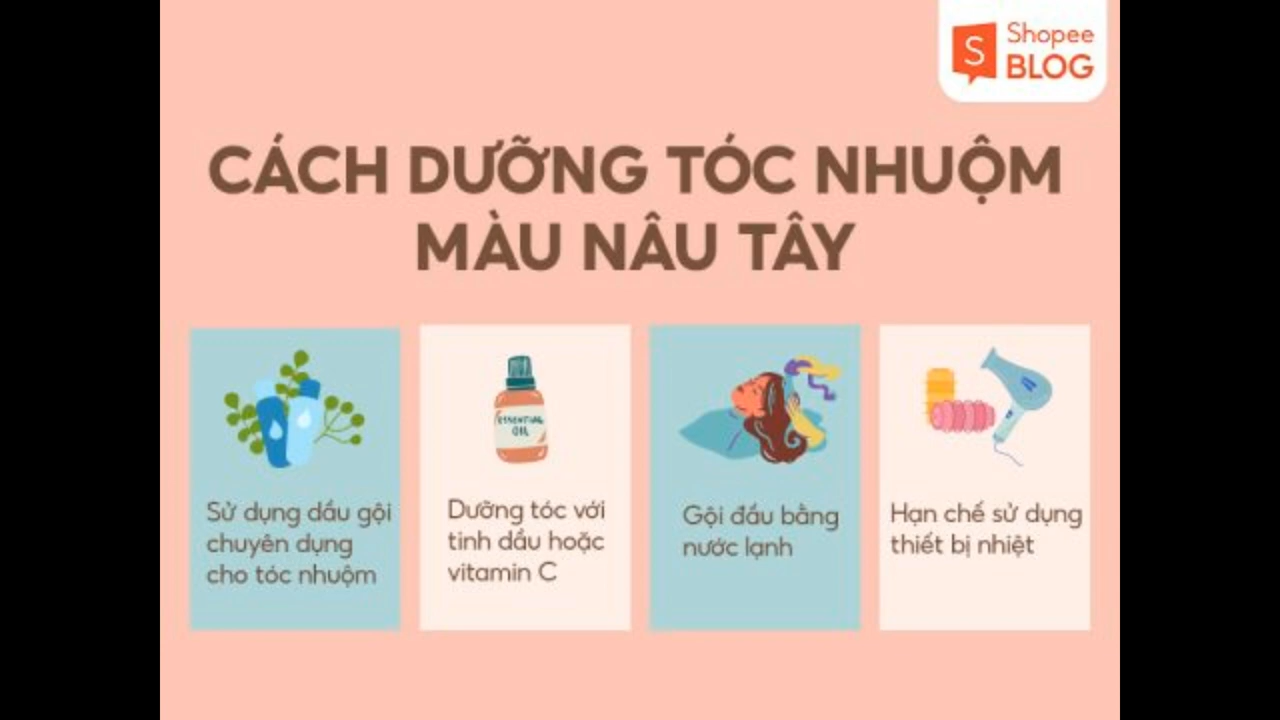 S
Shopee
BLOG
CÁCH DƯỠNG TÓC NHUỘM
MÀU NÂU TÂY
ESSENTIAL
OIL
Sử dụng dầu gội
chuyên dụng
cho tóc nhuộm
Dưỡng tóc với
tinh dầu hoặc
vitamin C
Gội đầu bằng
nước lạnh
Hạn chế sử dụng
thiết bị nhiệt